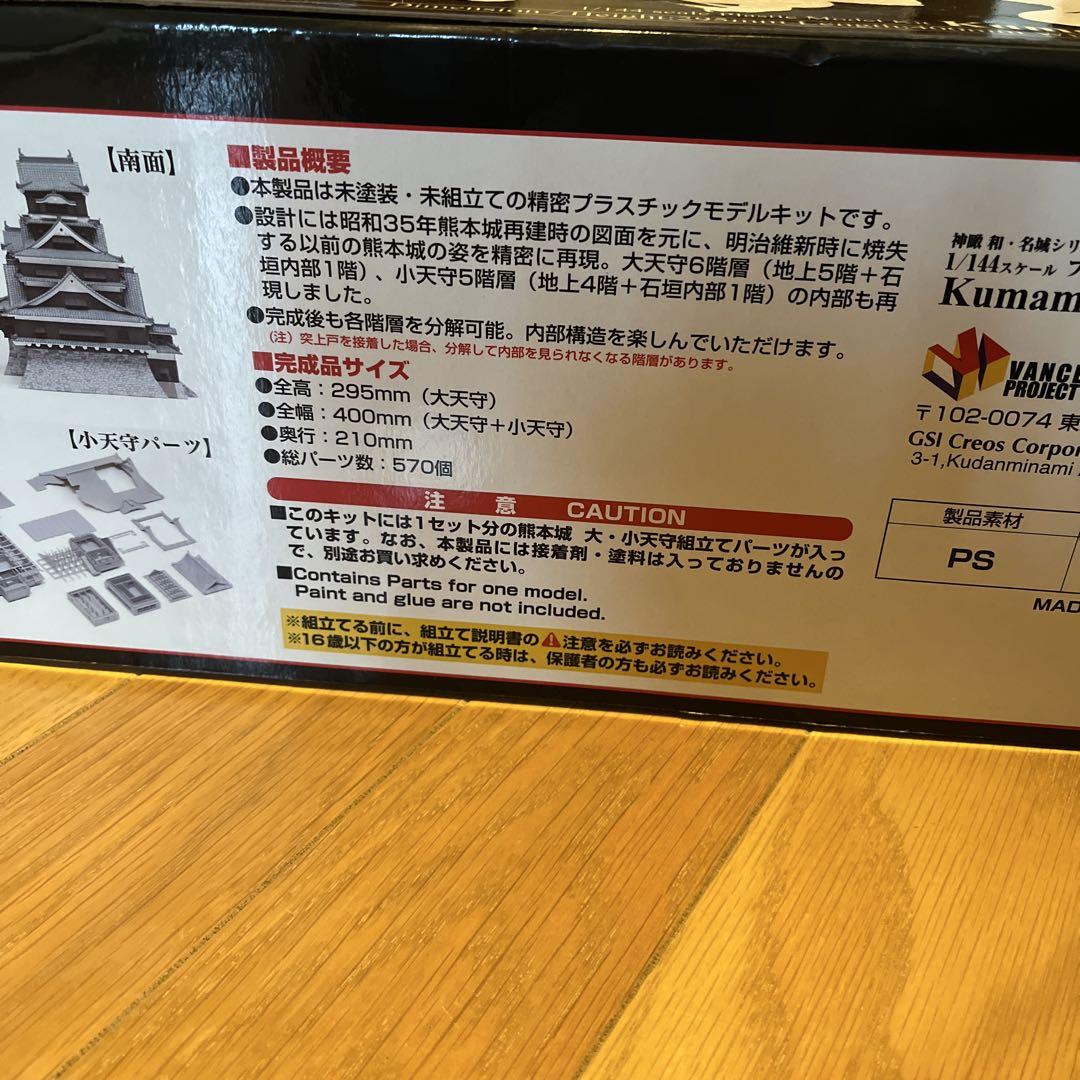 【南面】
【小天守パーツ】
■製品概要
●本製品は未塗装・未組立ての精密プラスチックモデルキットです。
●設計には昭和35年熊本城再建時の図面を元に、明治維新時に焼失
する以前の熊本城の姿を精密に再現。大天守6階層（地上5階＋石
垣内部1階）、小天守5階層（地上4階＋石垣内部1階）の内部も再
現しました。
●完成後も各階層を分解可能。内部構造を楽しんでいただけます。
（注）突上戸を接着した場合、分解して内部を見られなくなる階層があります。
■完成品サイズ
●全高：295mm（大天守）
●全幅：400mm（大天守＋小天守）
●奥行：210mm
●総パーツ数：570個
注 意 CAUTION
■このキットには1セット分の熊本城 大・小天守組立てパーツが入っ
ています。なお、本製品には接着剤・塗料は入っておりませんの
で、別途お買い求めください。
■Contains Parts for one model.
Paint and glue are not included.
※組立てる前に、組立て説明書の⚠注意を必ずお読みください。
※16歳以下の方が組立てる時は、保護者の方も必ずお読みください。
和・名城シリ
1/144スケール
Kumam
VANCE
PROJECT
〒102-0074 東
GSI Creos Corpor
3-1,Kudanminami
製品素材
PS
MAD